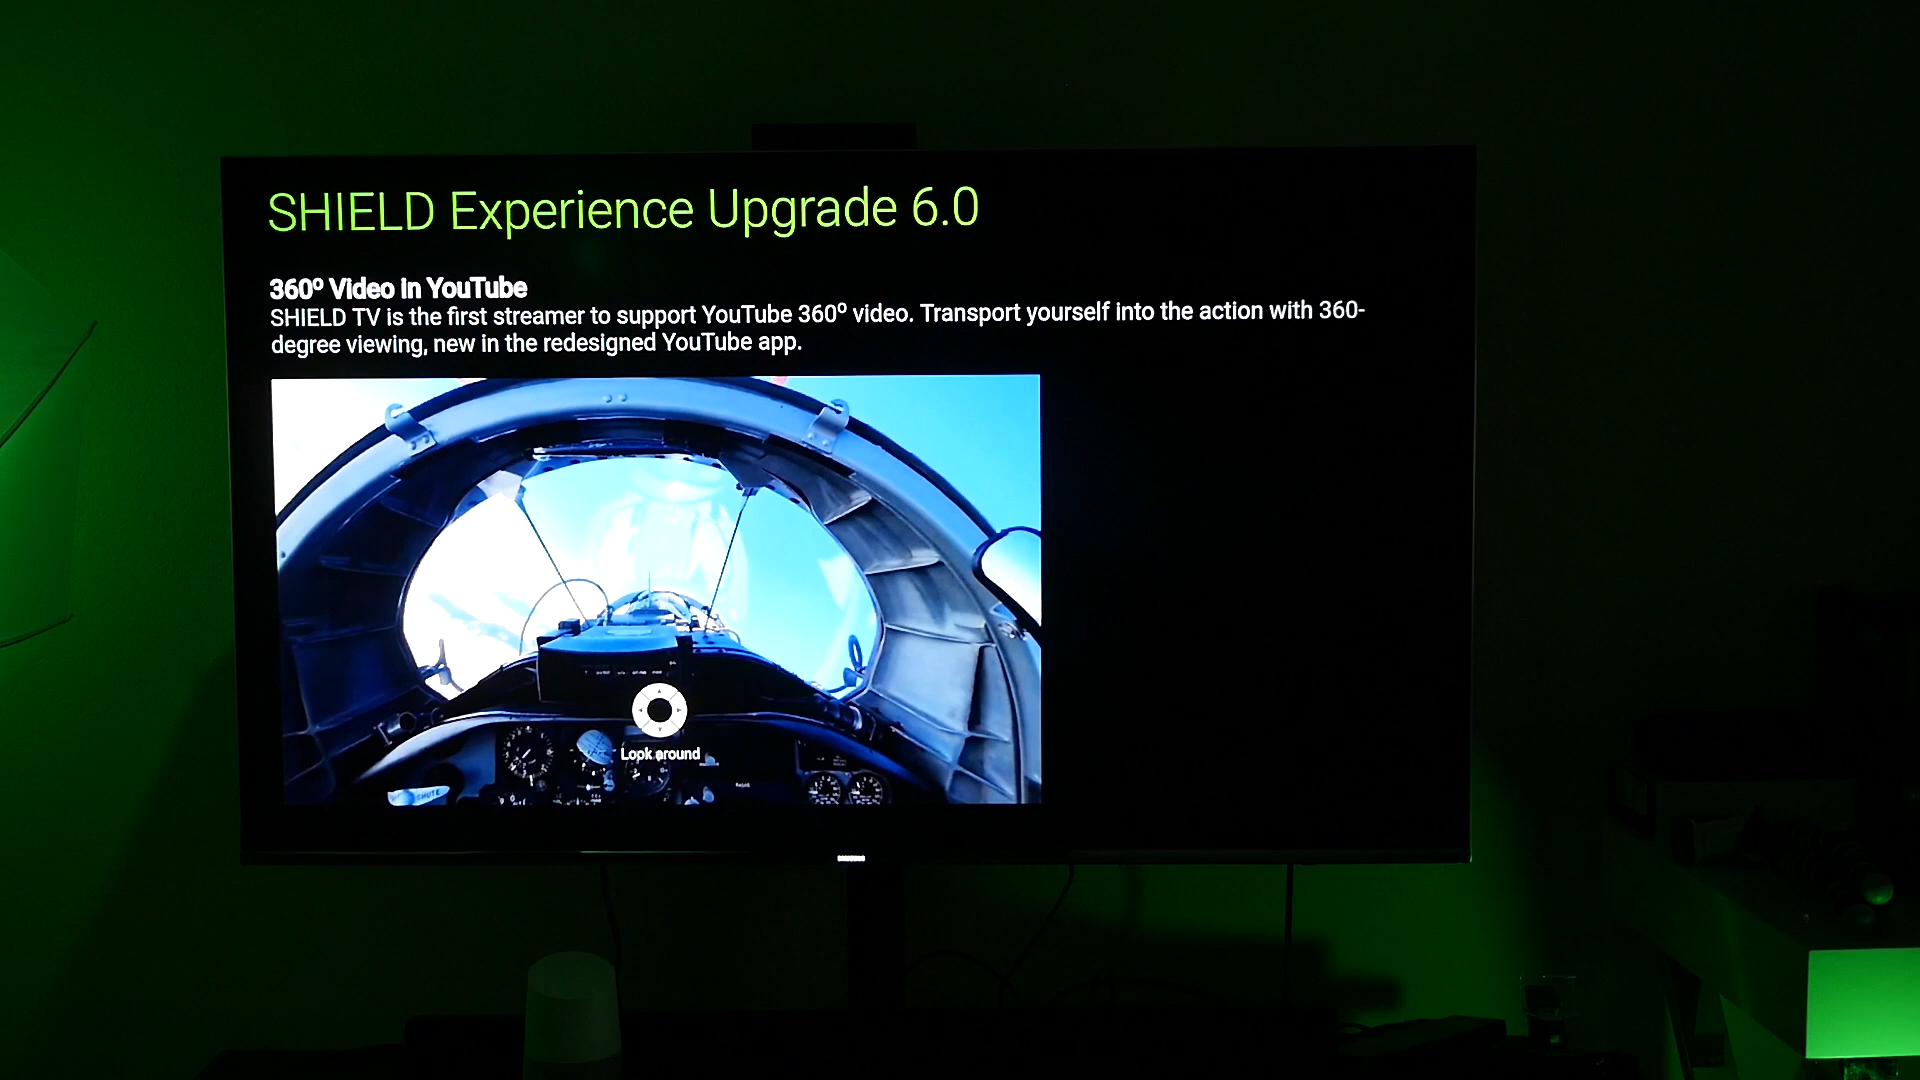 SHIELD Experience Upgrade 6.0
360º Video in YouTube
SHIELD TV is the first streamer to support YouTube 360º video. Transport yourself into the action with 360-
degree viewing, new in the redesigned YouTube app.
Look around
SAMSUNG